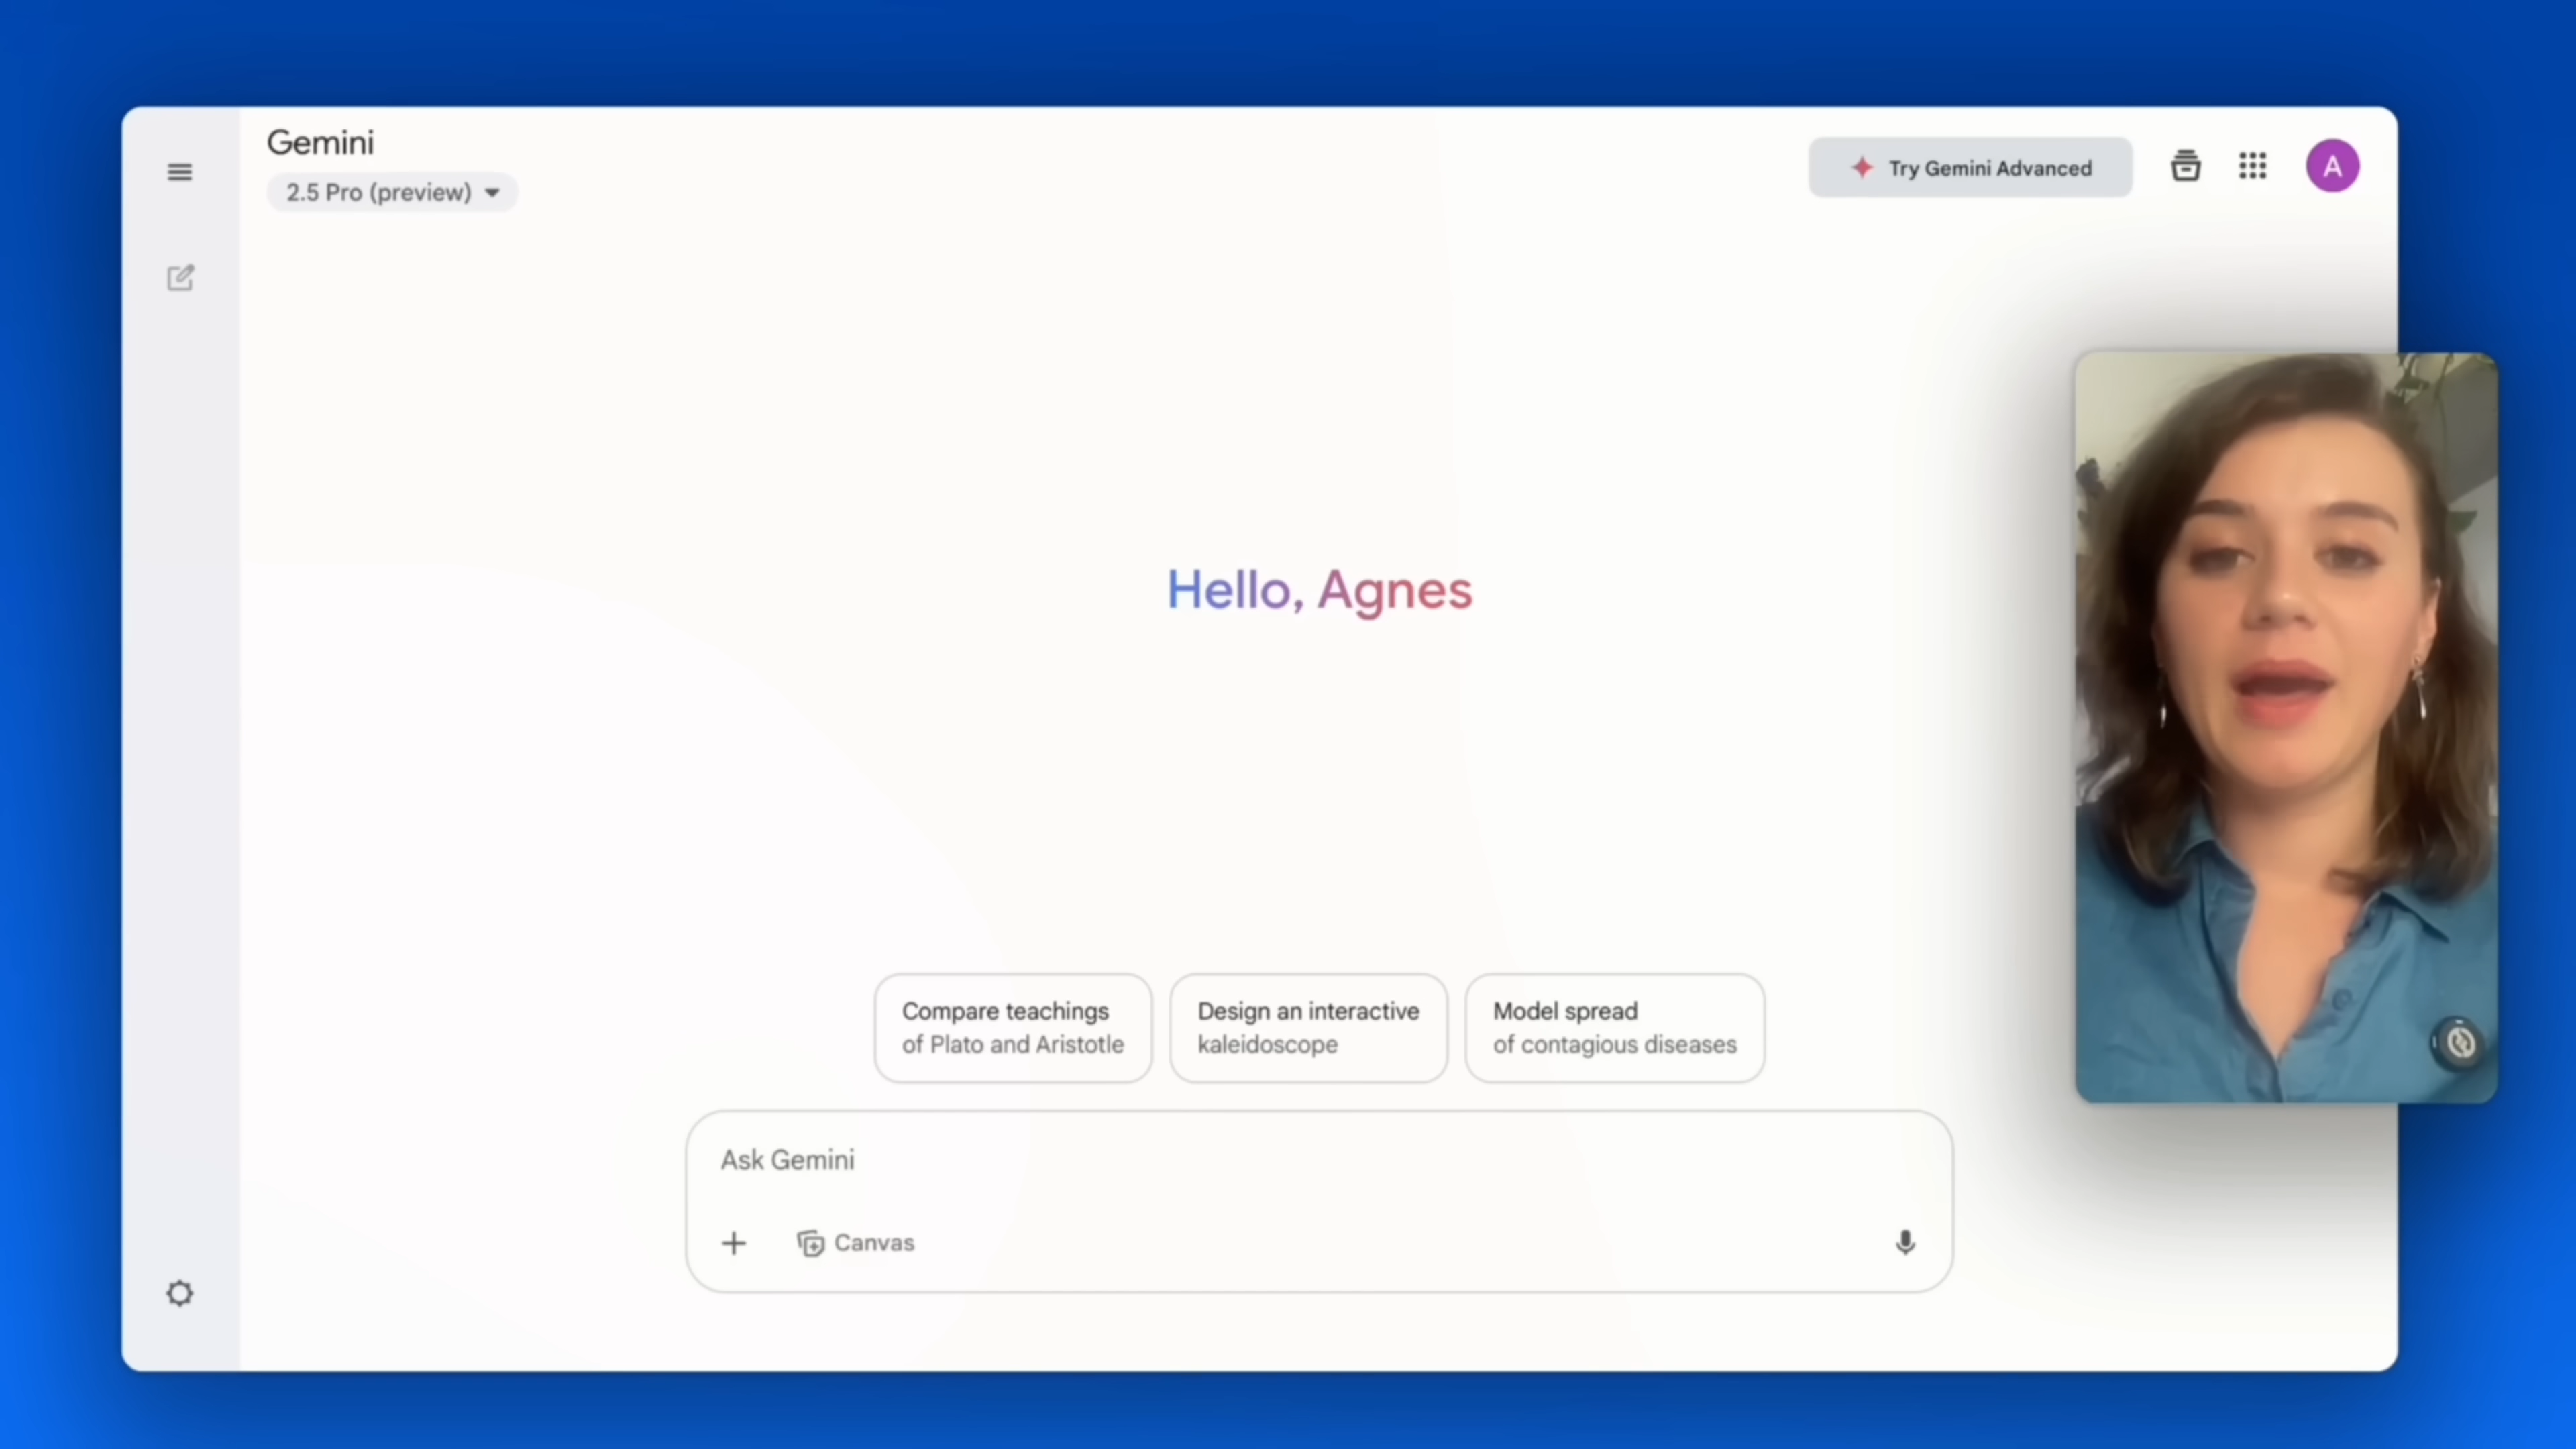 Gemini
2.5 Pro (preview)
Try Gemini Advanced
A
Hello, Agnes
Compare teachings
of Plato and Aristotle
Design an interactive
kaleidoscope
Model spread
of contagious diseases
Ask Gemini
Canvas